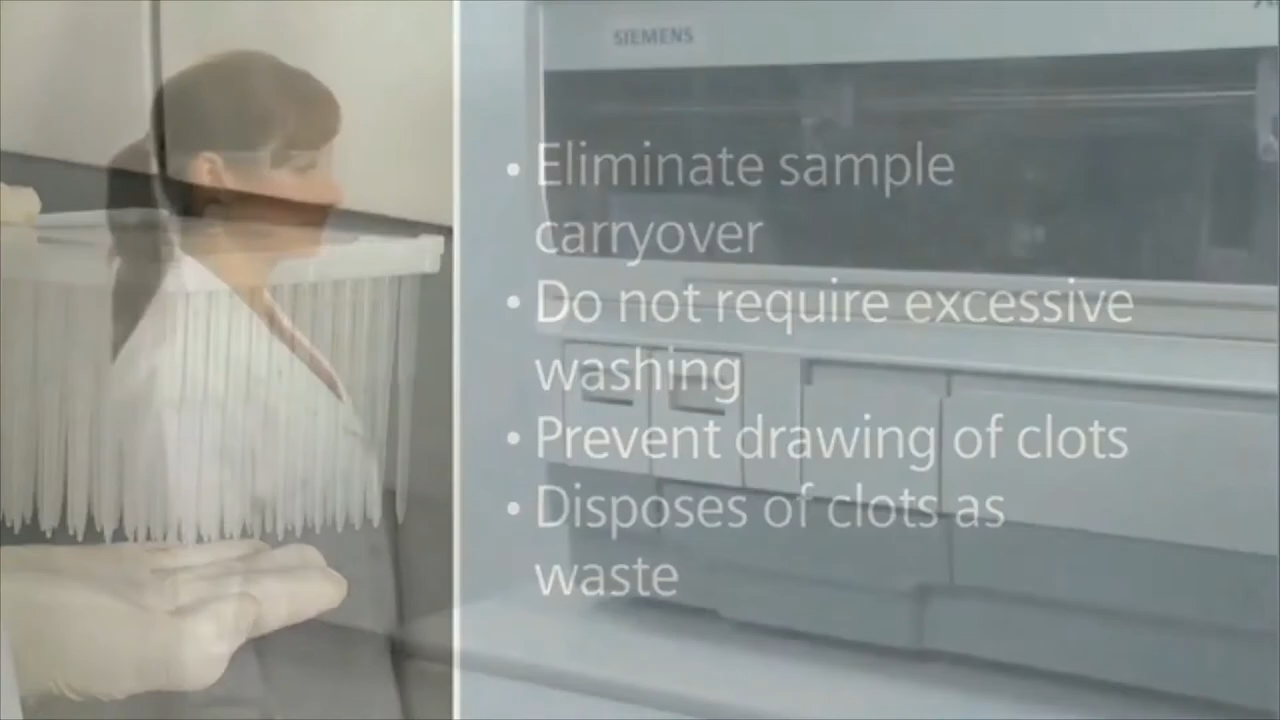 SIEMENS
• Eliminate sample
carryover
• Do not require excessive
washing
• Prevent drawing of clots
• Disposes of clots as
waste